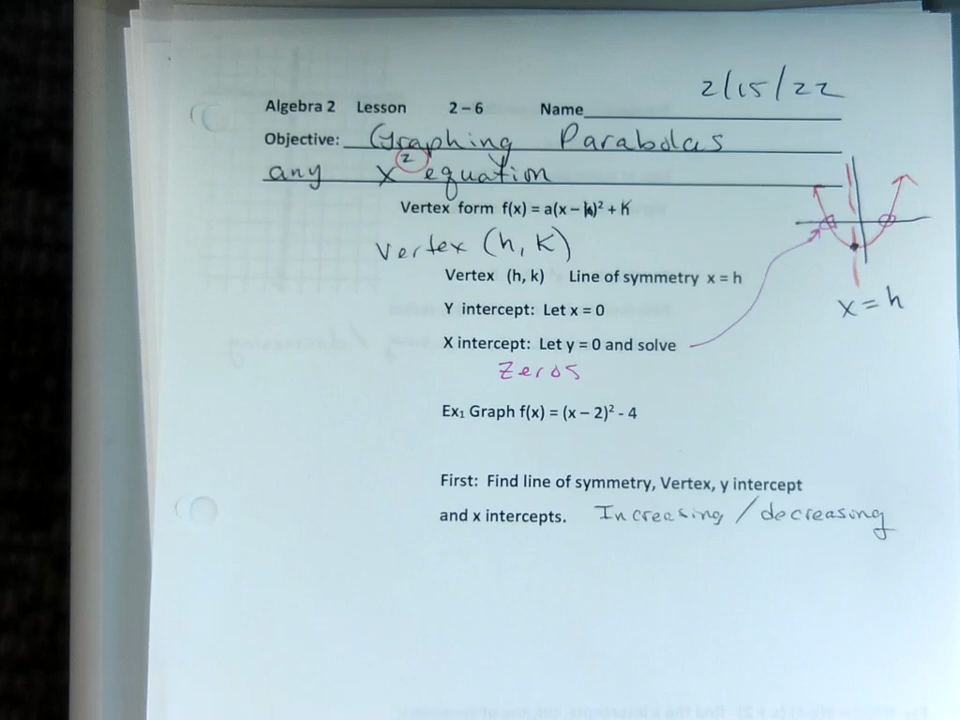 2/15/22
Algebra 2 Lesson 2 – 6 Name
Objective: Graphing Parabolas
any x² equation
Vertex form f(x) = a(x – h)² + K
Vertex (h, K)
Vertex (h, k) Line of symmetry x = h
x = h
Y intercept: Let x = 0
X intercept: Let y = 0 and solve
Zeros
Ex₁ Graph f(x) = (x – 2)² - 4
First: Find line of symmetry, Vertex, y intercept
and x intercepts. Increasing / decreasing